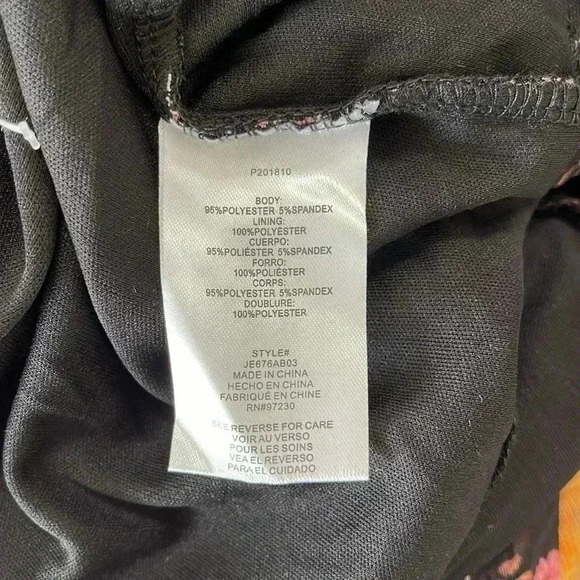 P201810
BODY:
95%POLYESTER 5%SPANDEX
LINING:
100%POLYESTER
CUERPO:
95%POLIÉSTER 5%SPANDEX
FORRO:
100%POLIÉSTER
CORPS:
95%POLYESTER 5%SPANDEX
DOUBLURE:
100%POLYESTER
STYLE#
JE676AB03
MADE IN CHINA
HECHO EN CHINA
FABRIQUÉ EN CHINE
RN#97230
SEE REVERSE FOR CARE
VOIR AU VERSO
POUR LES SOINS
VEA EL REVERSO
PARA EL CUIDADO